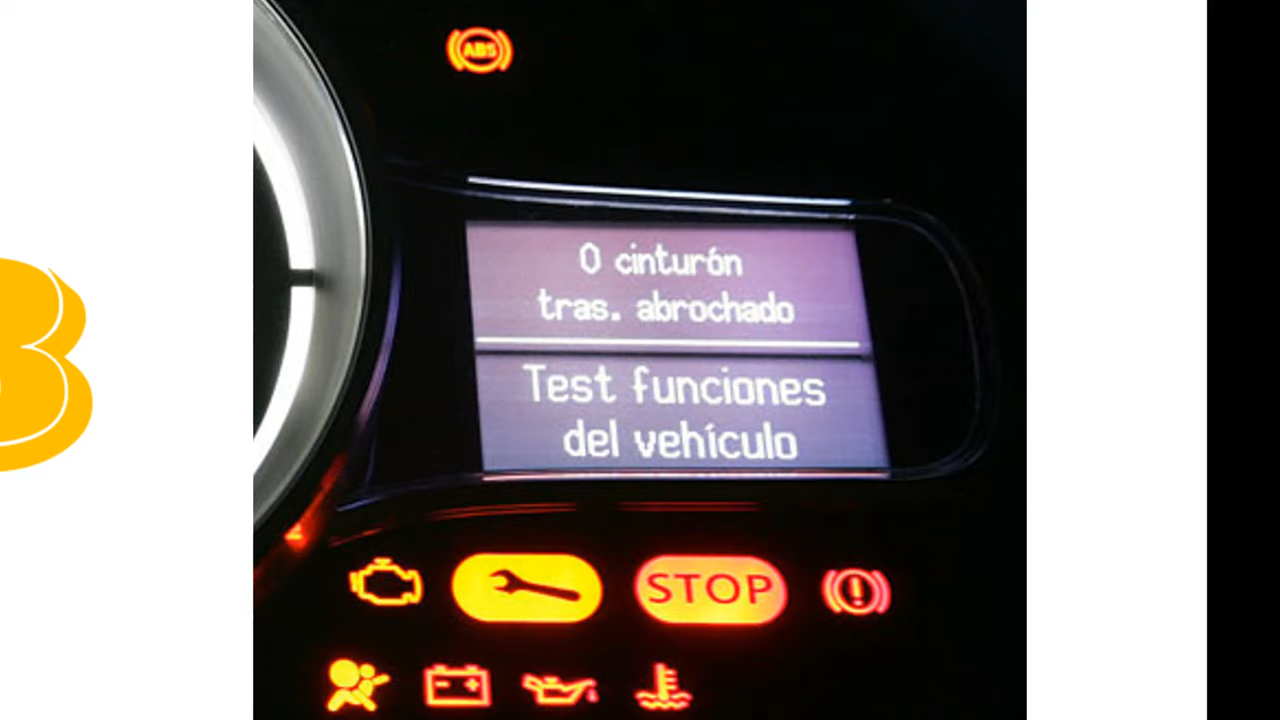 ABS
0 cinturón
tras. abrochado
Test funciones
del vehículo
STOP